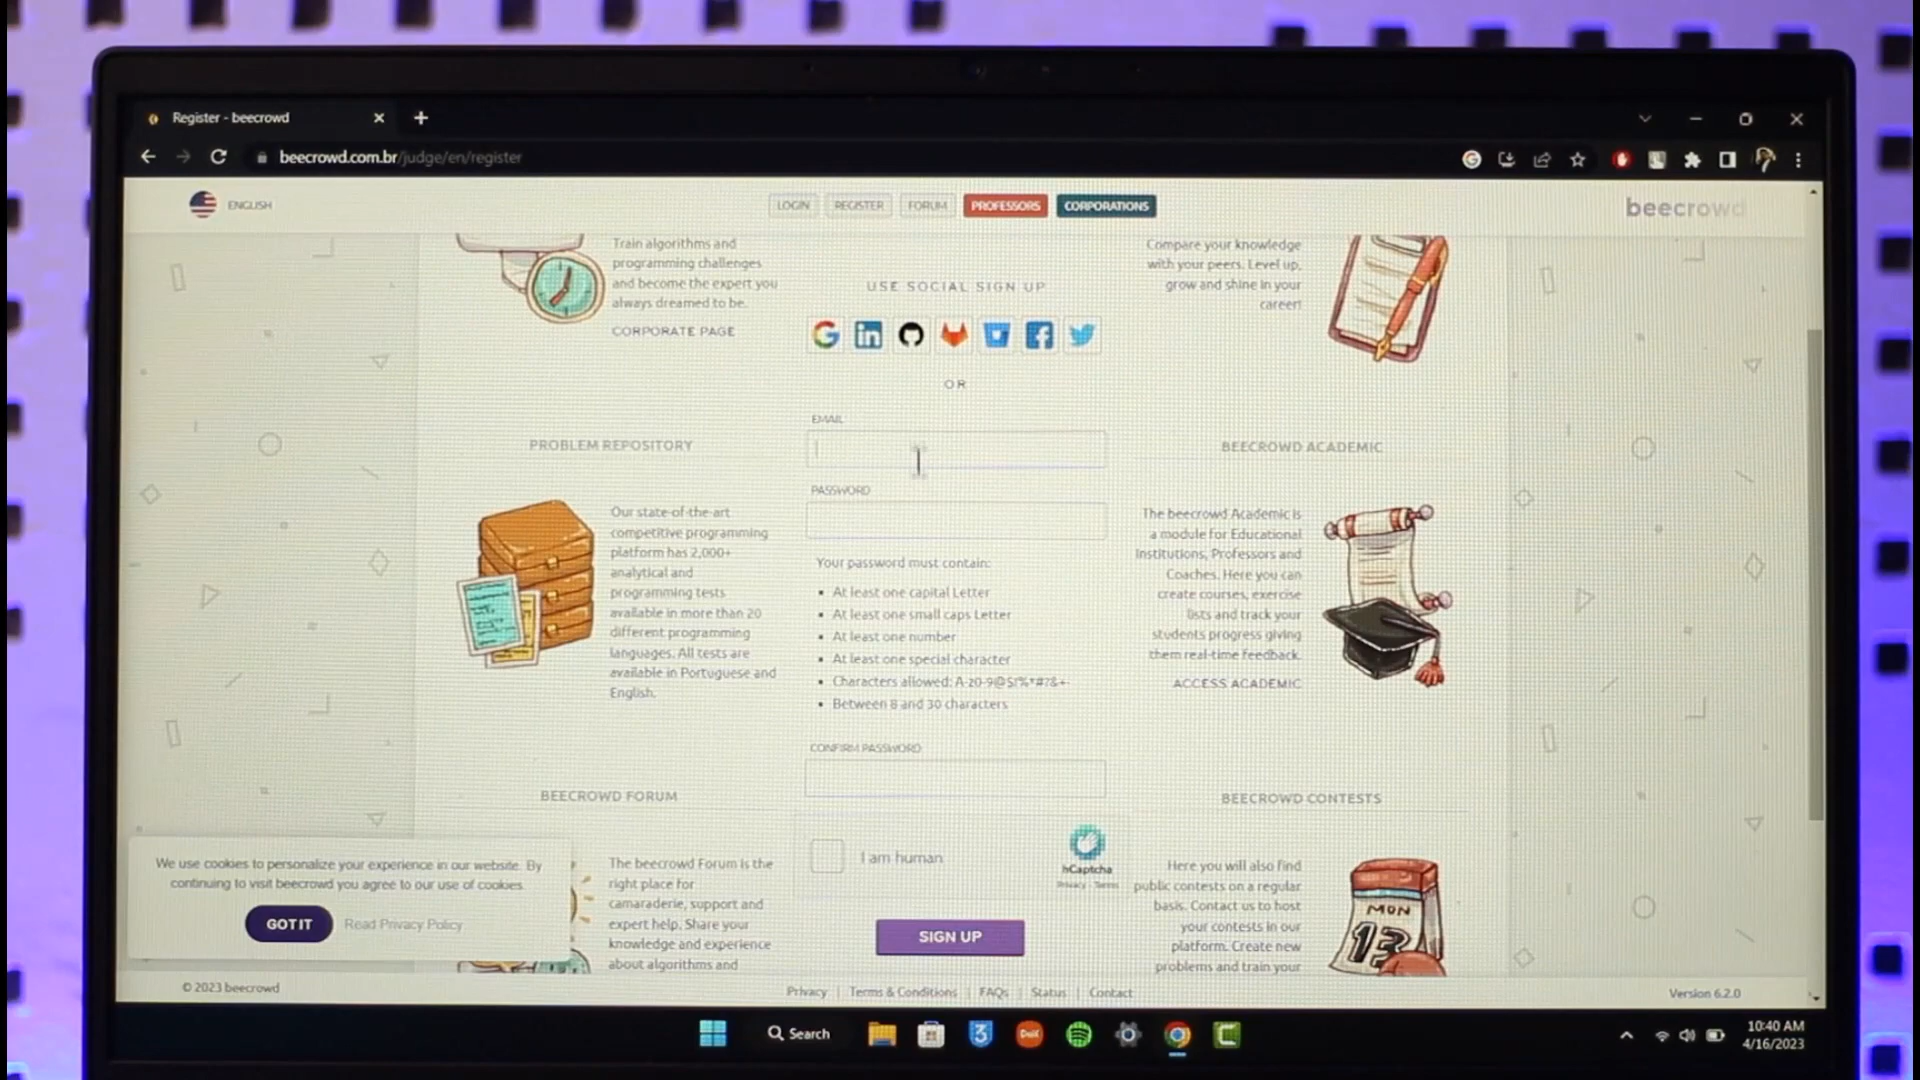 Register - beecrowd
beecrowd.com.br/judge/en/register
ENGLISH
LOGIN
REGISTER
FORUM
PROFESSORS
CORPORATIONS
beecrowd
Train algorithms and
programming challenges
and become the expert you
always dreamed to be.
CORPORATE PAGE
USE SOCIAL SIGN UP
Compare your knowledge
with your peers. Level up,
grow and shine in your
career!
OR
EMAIL
PASSWORD
Your password must contain:
At least one capital Letter
At least one small caps Letter
At least one number
At least one special character
Characters allowed: A-Z0-9@$!%*#?&+-
Between 8 and 30 characters
CONFIRM PASSWORD
I am human
hCaptcha
Privacy - Terms
SIGN UP
PROBLEM REPOSITORY
Our state-of-the-art
competitive programming
platform has 2,000+
analytical and
programming tests
available in more than 20
different programming
languages. All tests are
available in Portuguese and
English.
BEECROWD ACADEMIC
The beecrowd Academic is
a module for Educational
Institutions, Professors and
Coaches. Here you can
create courses, exercise
lists and track your
students progress giving
them real-time feedback.
ACCESS ACADEMIC
BEECROWD FORUM
The beecrowd Forum is the
right place for
camaraderie, support and
expert help. Share your
knowledge and experience
about algorithms and
BEECROWD CONTESTS
Here you will also find
public contests on a regular
basis. Contact us to host
your contests in our
platform. Create new
problems and train your
MON
13
We use cookies to personalize your experience in our website. By
continuing to visit beecrowd you agree to our use of cookies.
GOT IT
Read Privacy Policy
© 2023 beecrowd
Privacy | Terms & Conditions | FAQs | Status | Contact
Version 6.2.0
Search
10:40 AM
4/16/2023